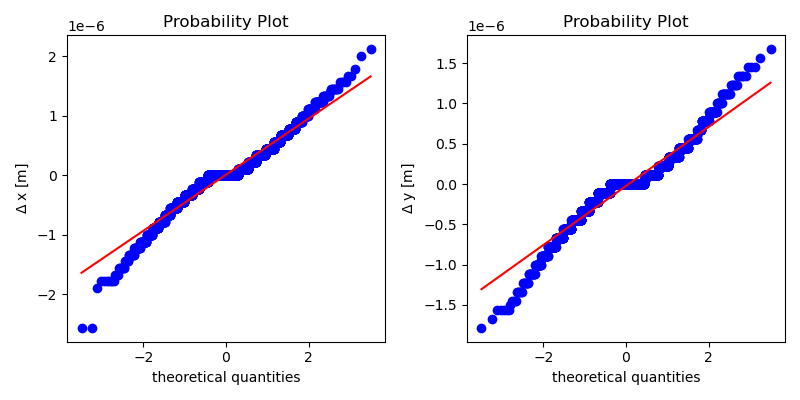 Probability Plot
1e−6
2
1
0
−1
−2
Δ x [m]
−2
0
2
theoretical quantities
Probability Plot
1e−6
1.5
1.0
0.5
0.0
−0.5
−1.0
−1.5
Δ y [m]
−2
0
2
theoretical quantities